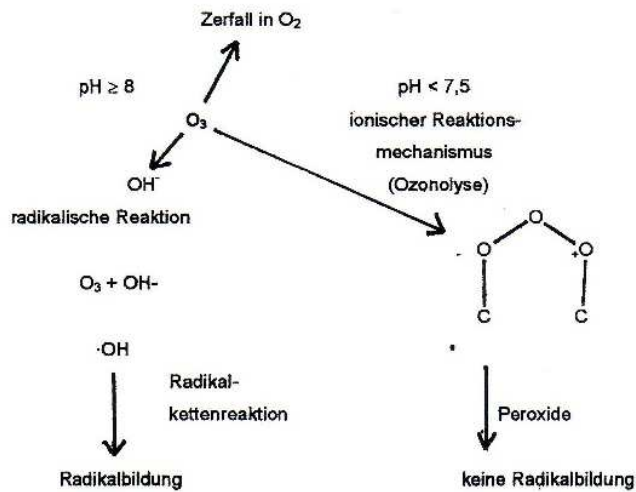 Zerfall in O₂
pH ≥ 8
pH < 7,5
O₃
ionischer Reaktions-
mechanismus
(Ozonolyse)
OH⁻
radikalische Reaktion
O
O
+O
O₃ + OH-
C
C
·OH
Radikal-
kettenreaktion
Peroxide
Radikalbildung
keine Radikalbildung